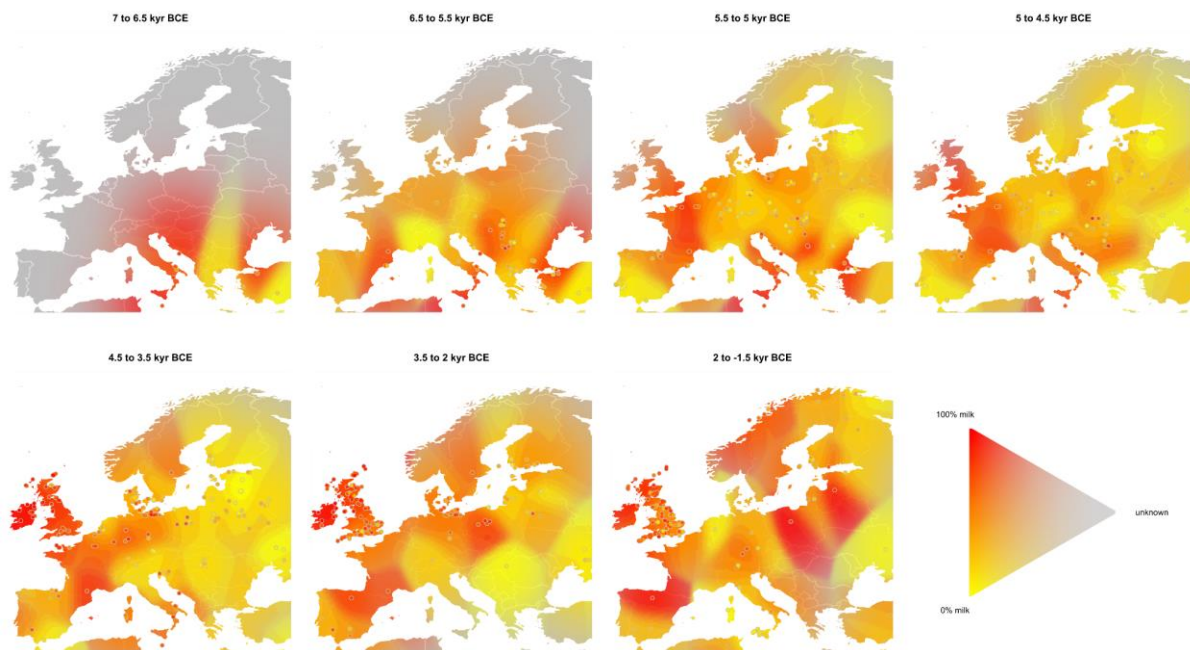 7 to 6.5 kyr BCE
6.5 to 5.5 kyr BCE
5.5 to 5 kyr BCE
5 to 4.5 kyr BCE
4.5 to 3.5 kyr BCE
3.5 to 2 kyr BCE
2 to -1.5 kyr BCE
100% milk
unknown
0% milk